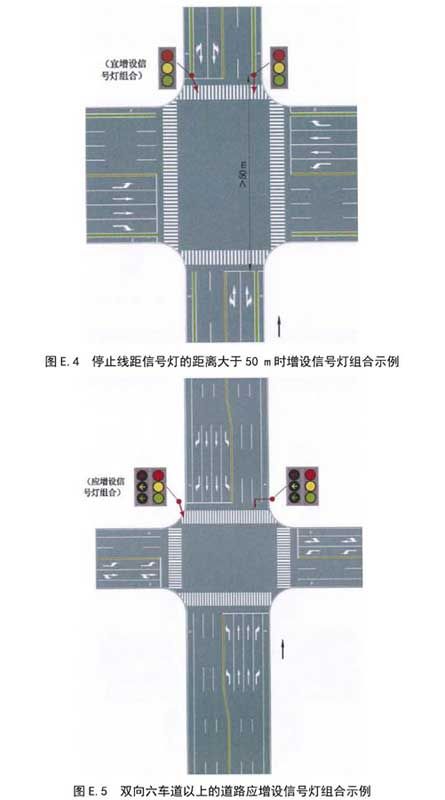 （宜增设信
号灯组合）
＞50 m
图 E.4 停止线距信号灯的距离大于 50 m 时增设信号灯组合示例
（应增设信
号灯组合）
图 E.5 双向六车道以上的道路应增设信号灯组合示例